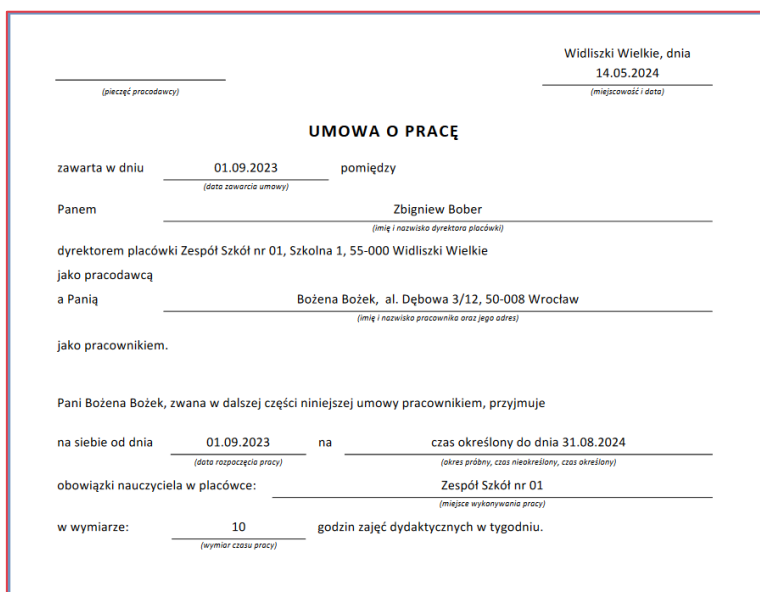 Widliszki Wielkie, dnia
14.05.2024
(pieczęć pracodawcy)
(miejscowość i data)
UMOWA O PRACĘ
zawarta w dniu 01.09.2023 pomiędzy
(data zawarcia umowy)
Panem Zbigniew Bober
(imię i nazwisko dyrektora placówki)
dyrektorem placówki Zespół Szkół nr 01, Szkolna 1, 55-000 Widliszki Wielkie
jako pracodawcą
a Panią Bożena Bożek, al. Dębowa 3/12, 50-008 Wrocław
(imię i nazwisko pracownika oraz jego adres)
jako pracownikiem.
Pani Bożena Bożek, zwana w dalszej części niniejszej umowy pracownikiem, przyjmuje
na siebie od dnia 01.09.2023 na czas określony do dnia 31.08.2024
(data rozpoczęcia pracy) (okres próbny, czas nieokreślony, czas określony)
obowiązki nauczyciela w placówce: Zespół Szkół nr 01
(miejsce wykonywania pracy)
w wymiarze: 10 godzin zajęć dydaktycznych w tygodniu.
(wymiar czasu pracy)